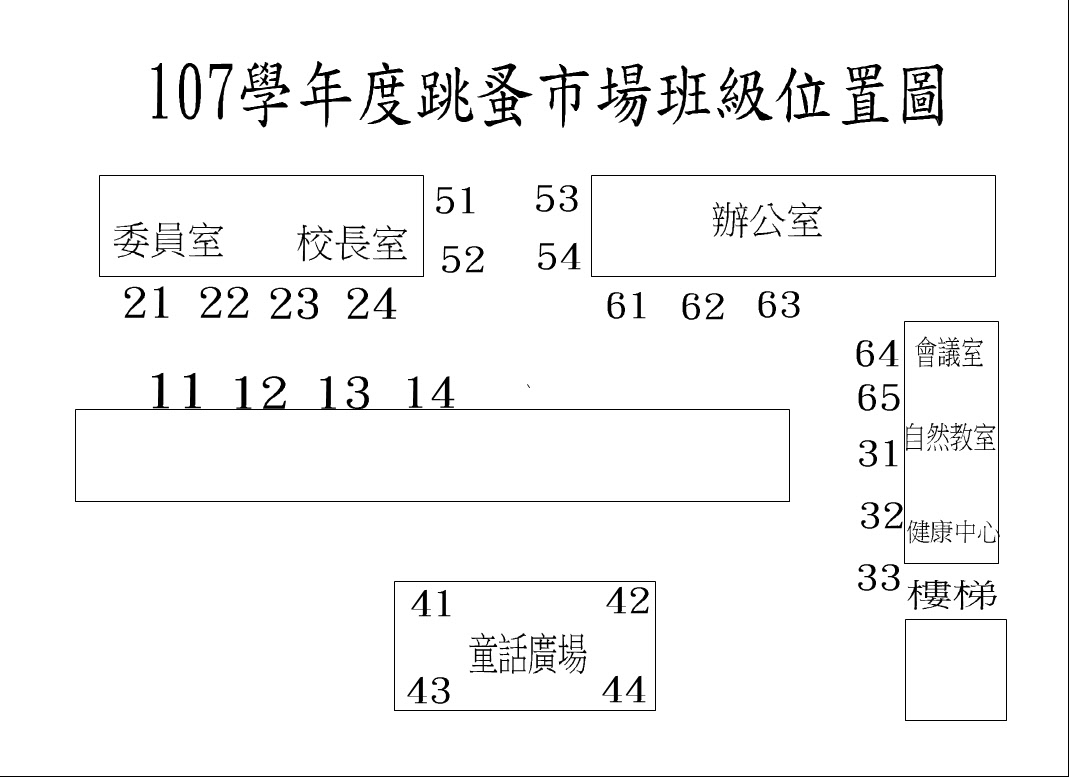 107學年度跳蚤市場班級位置圖
51 53
委員室 校長室
辦公室
52 54
21 22 23 24
61 62 63
64 會議室
11 12 13 14
、
65
自然教室
31
32 健康中心
33 樓梯
41 42
童話廣場
43 44